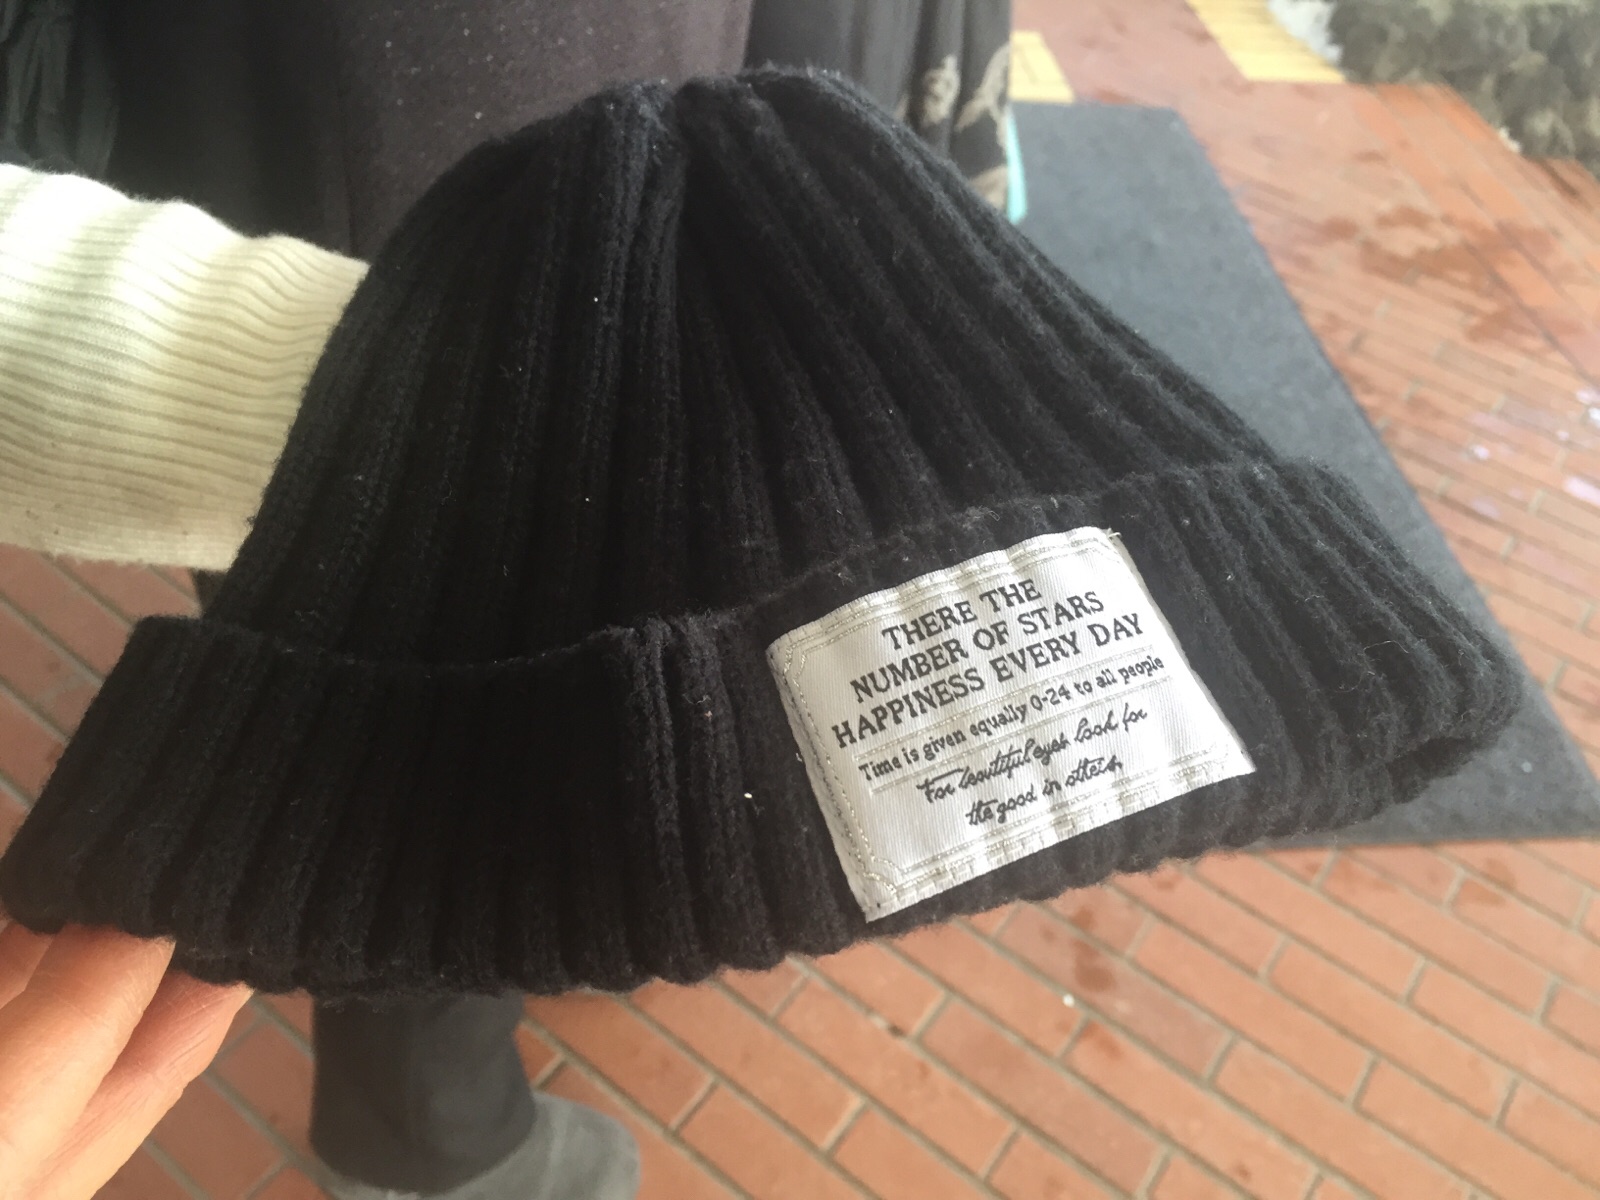 THERE THE
NUMBER OF STARS
HAPPINESS EVERY DAY
Time is given equally 0-24 to all people
For beautiful eyes look for
the good in others